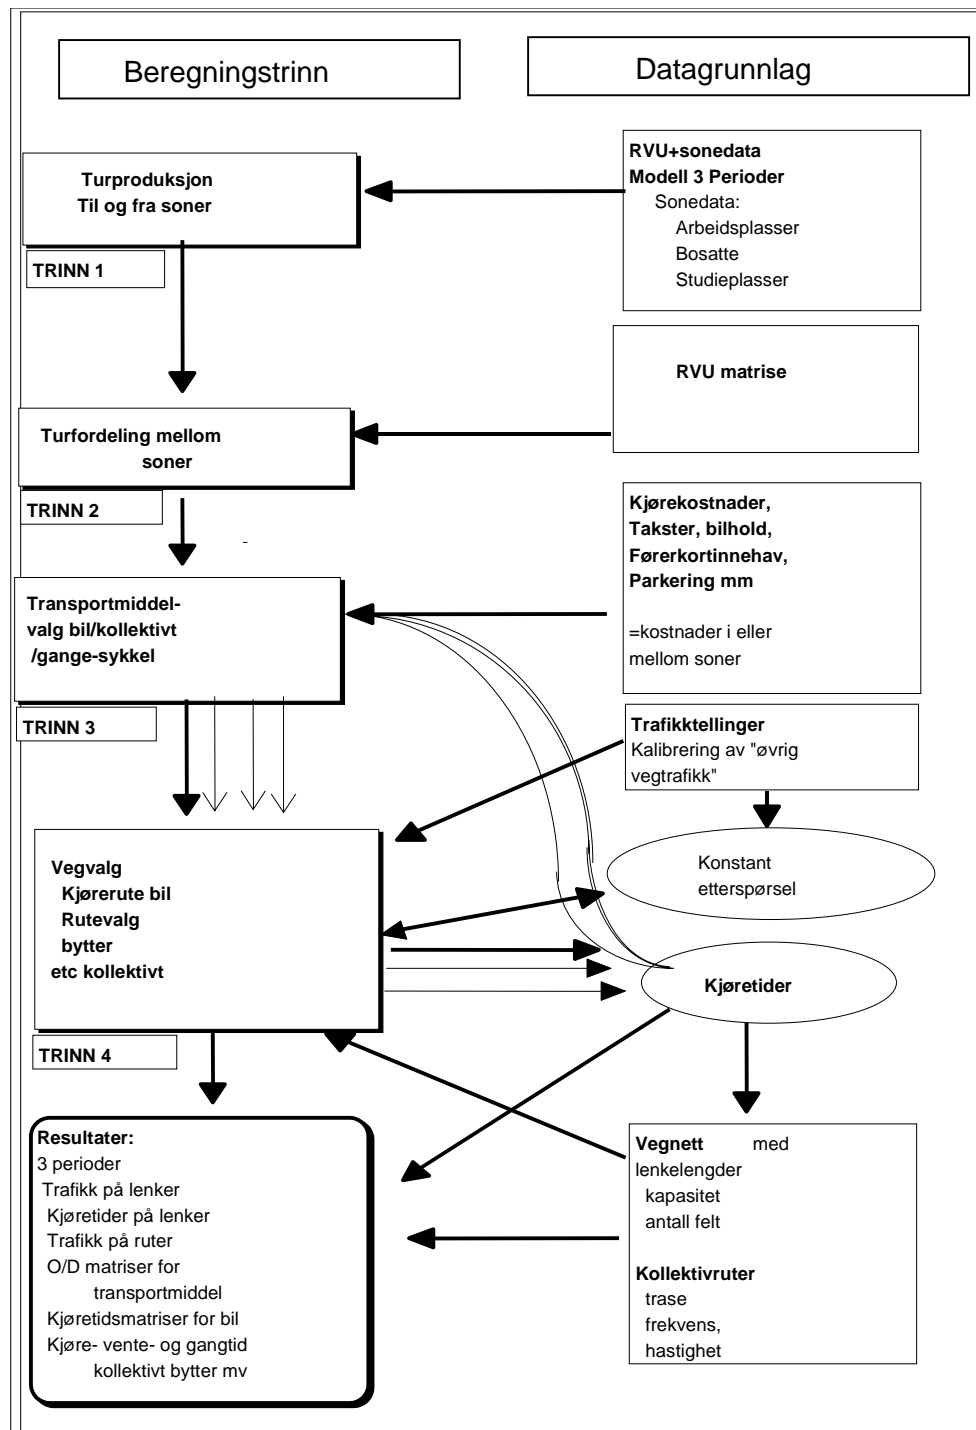 Beregningstrinn
Datagrunnlag
Turproduksjon
Til og fra soner
TRINN 1
RVU+sonedata
Modell 3 Perioder
Sonedata:
Arbeidsplasser
Bosatte
Studieplasser
RVU matrise
Turfordeling mellom
soner
TRINN 2
-
Kjørekostnader,
Takster, bilhold,
Førerkortinnehav,
Parkering mm
=kostnader i eller
mellom soner
Transportmiddel-
valg bil/kollektivt
/gange-sykkel
TRINN 3
Trafikktellinger
Kalibrering av "øvrig
vegtrafikk"
Vegvalg
Kjørerute bil
Rutevalg
bytter
etc kollektivt
TRINN 4
Konstant
etterspørsel
Kjøretider
Resultater:
3 perioder
Trafikk på lenker
Kjøretider på lenker
Trafikk på ruter
O/D matriser for
transportmiddel
Kjøretidsmatriser for bil
Kjøre- vente- og gangtid
kollektivt bytter mv
Vegnett med
lenkelengder
kapasitet
antall felt
Kollektivruter
trase
frekvens,
hastighet